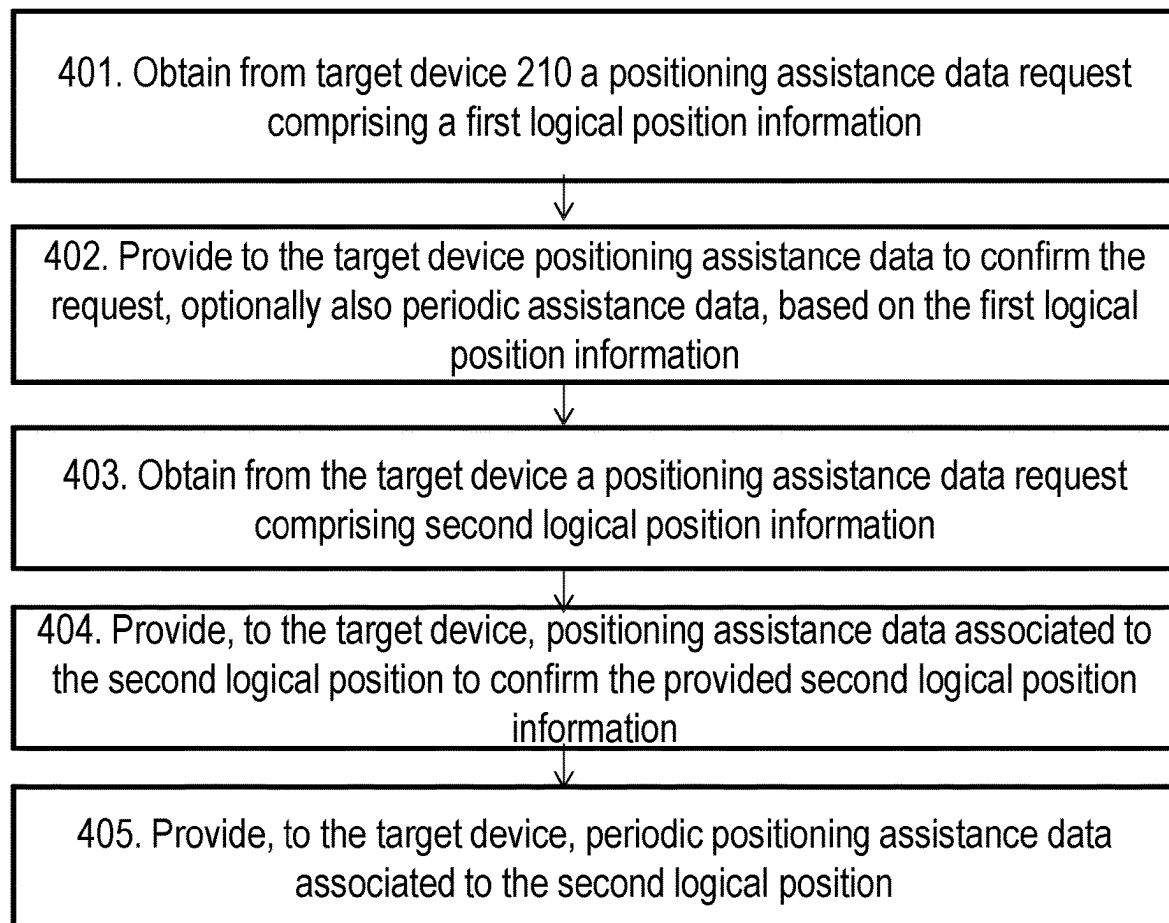 401. Obtain from target device 210 a positioning assistance data request
comprising a first logical position information
402. Provide to the target device positioning assistance data to confirm the
request, optionally also periodic assistance data, based on the first logical
position information
403. Obtain from the target device a positioning assistance data request
comprising second logical position information
404. Provide, to the target device, positioning assistance data associated to
the second logical position to confirm the provided second logical position
information
405. Provide, to the target device, periodic positioning assistance data
associated to the second logical position